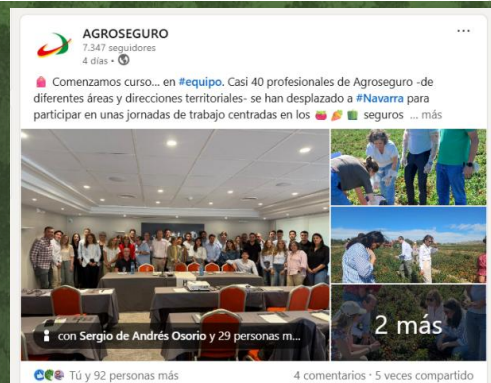 AGROSEGURO
7.347 seguidores
4 días •
Comenzamos curso... en #equipo. Casi 40 profesionales de Agroseguro -de
diferentes áreas y direcciones territoriales- se han desplazado a #Navarra para
participar en unas jornadas de trabajo centradas en los seguros ... más
con Sergio de Andrés Osorio y 29 personas m...
2 más
Tú y 92 personas más
4 comentarios · 5 veces compartido